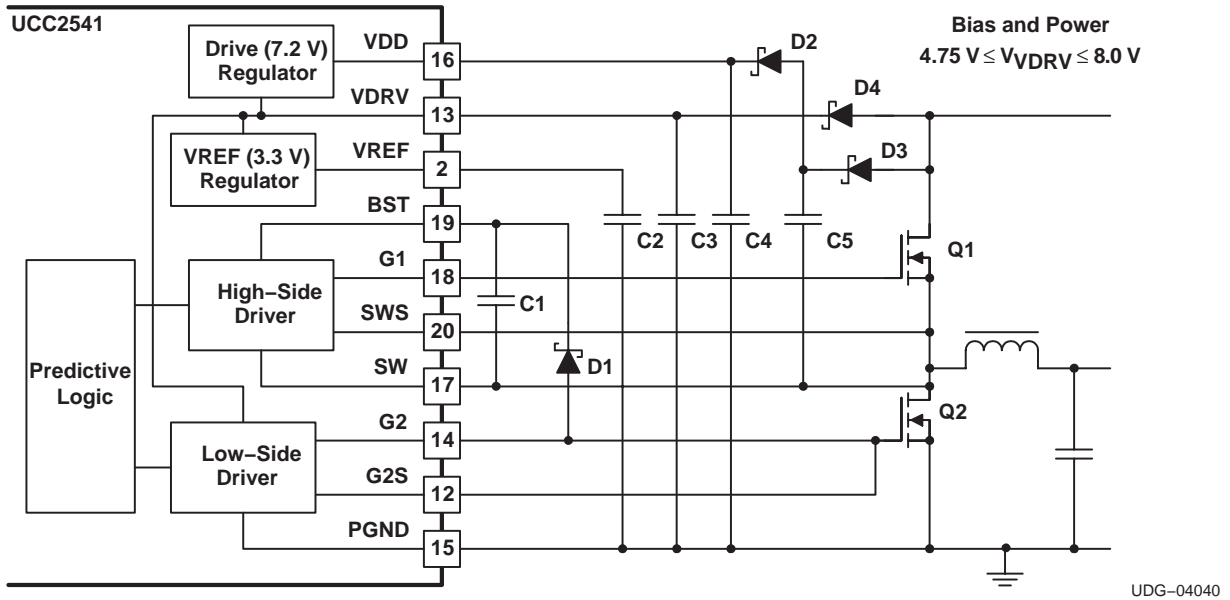 UCC2541
Bias and Power
4.75 V ≤ VVDRV ≤ 8.0 V
Drive (7.2 V)
Regulator
VDD
16
D2
VDRV
13
D4
VREF (3.3 V)
Regulator
VREF
2
D3
BST
19
C2
C3
C4
C5
Q1
G1
18
High−Side
Driver
C1
SWS
20
SW
17
D1
Predictive
Logic
G2
14
Q2
Low−Side
Driver
G2S
12
PGND
15
UDG−04040